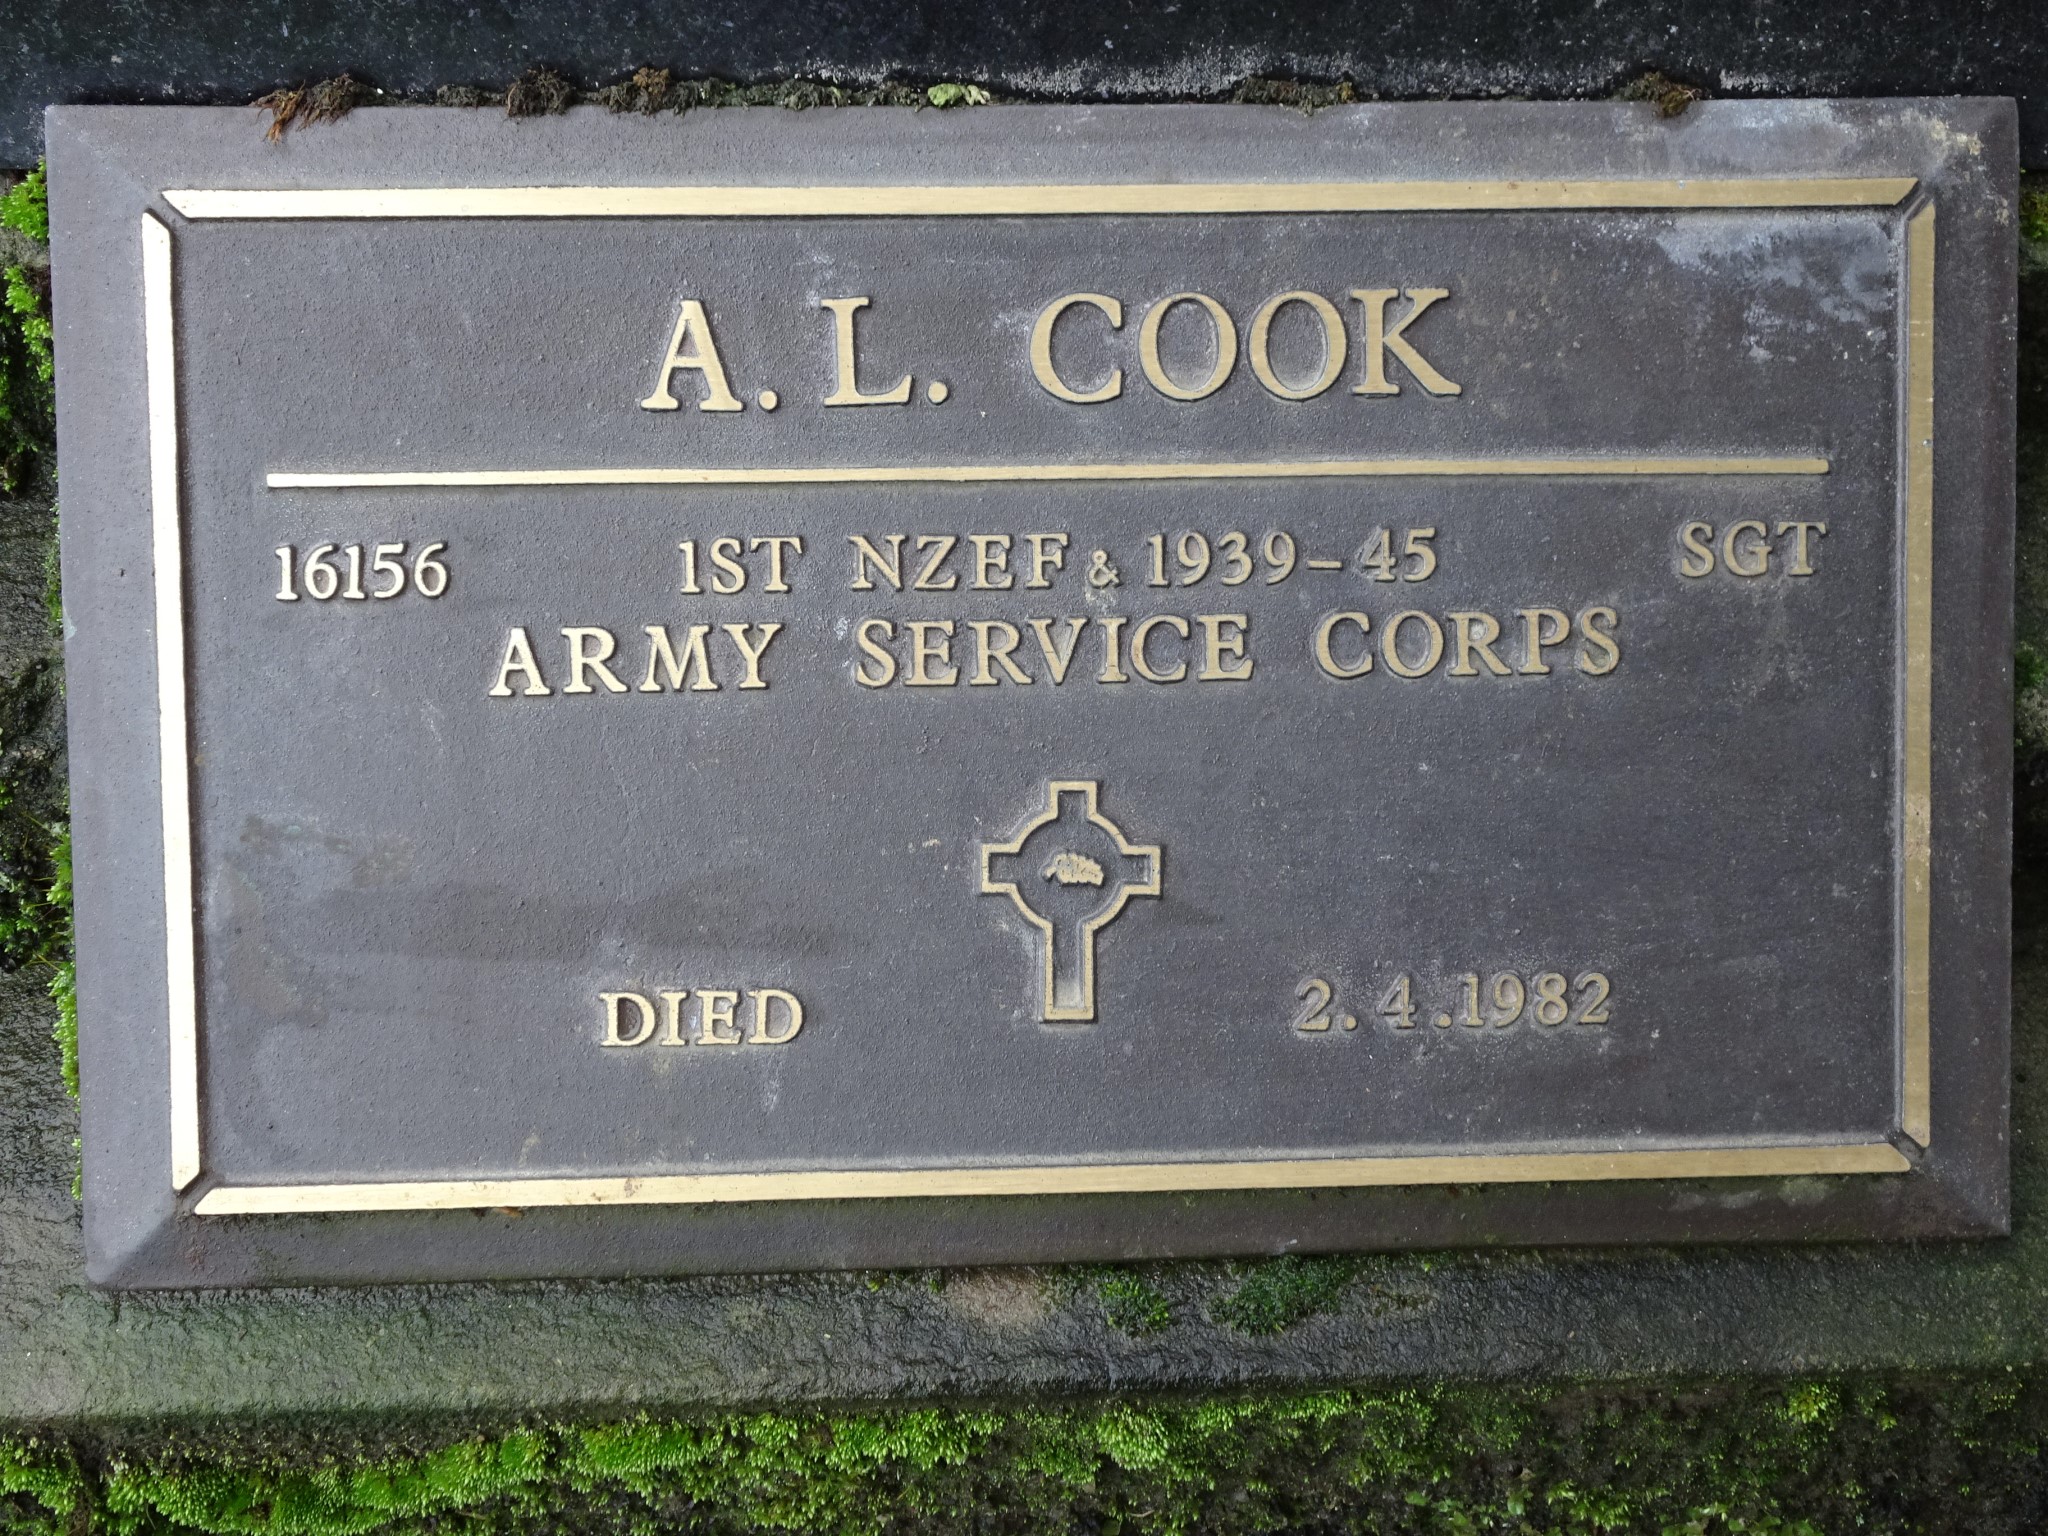 A. L. COOK
16156 1ST NZEF & 1939-45 SGT
ARMY SERVICE CORPS
DIED 2.4.1982